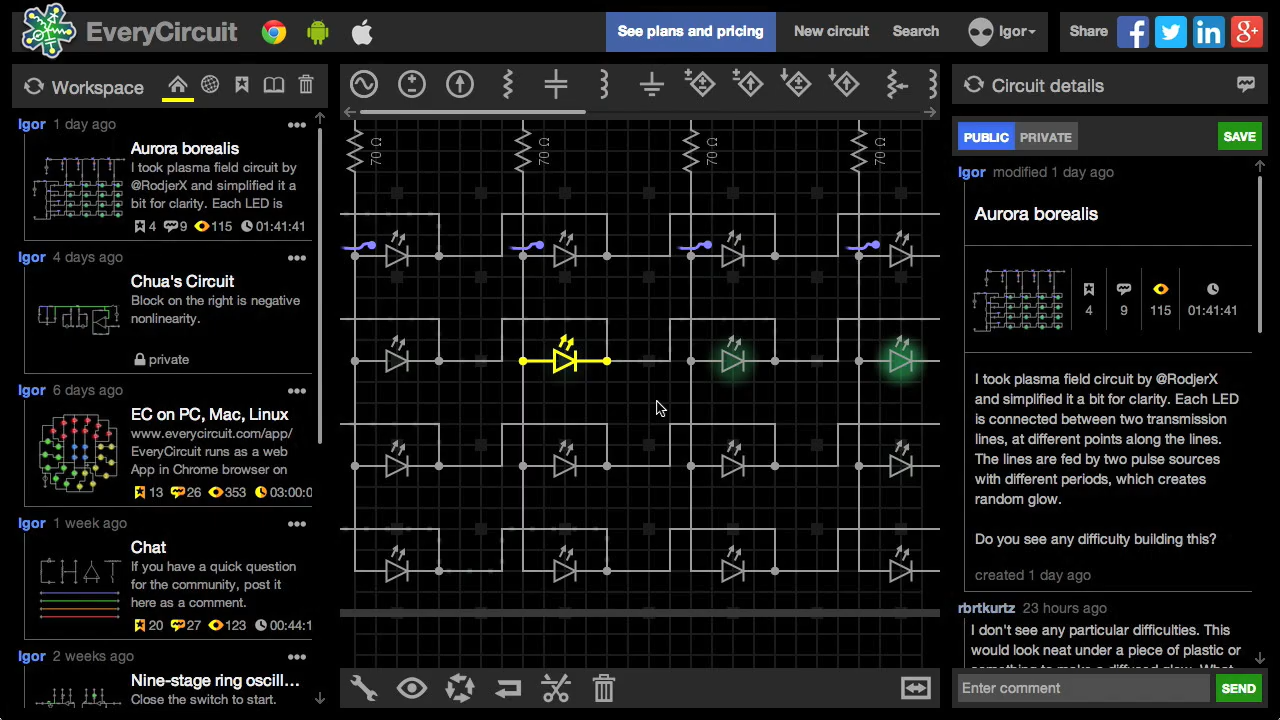 EveryCircuit
See plans and pricing
New circuit
Search
Igor
Share
Workspace
Igor 1 day ago
Aurora borealis
I took plasma field circuit by
@RodjerX and simplified it a
bit for clarity. Each LED is
4 9 115 01:41:41
Igor 4 days ago
Chua's Circuit
Block on the right is negative
nonlinearity.
private
Igor 6 days ago
EC on PC, Mac, Linux
www.everycircuit.com/app/
EveryCircuit runs as a web
App in Chrome browser on
13 26 353 03:00:0
Igor 1 week ago
Chat
If you have a quick question
for the community, post it
here as a comment.
20 27 123 00:44:1
Igor 2 weeks ago
Nine-stage ring oscill...
Close the switch to start.
70 Ω
70 Ω
70 Ω
70 Ω
Circuit details
PUBLIC PRIVATE
SAVE
Igor modified 1 day ago
Aurora borealis
4 9 115 01:41:41
I took plasma field circuit by @RodjerX
and simplified it a bit for clarity. Each LED
is connected between two transmission
lines, at different points along the lines.
The lines are fed by two pulse sources
with different periods, which creates
random glow.
Do you see any difficulty building this?
created 1 day ago
rbrtkurtz 23 hours ago
I don't see any particular difficulties. This
would look neat under a piece of plastic or
Enter comment
SEND